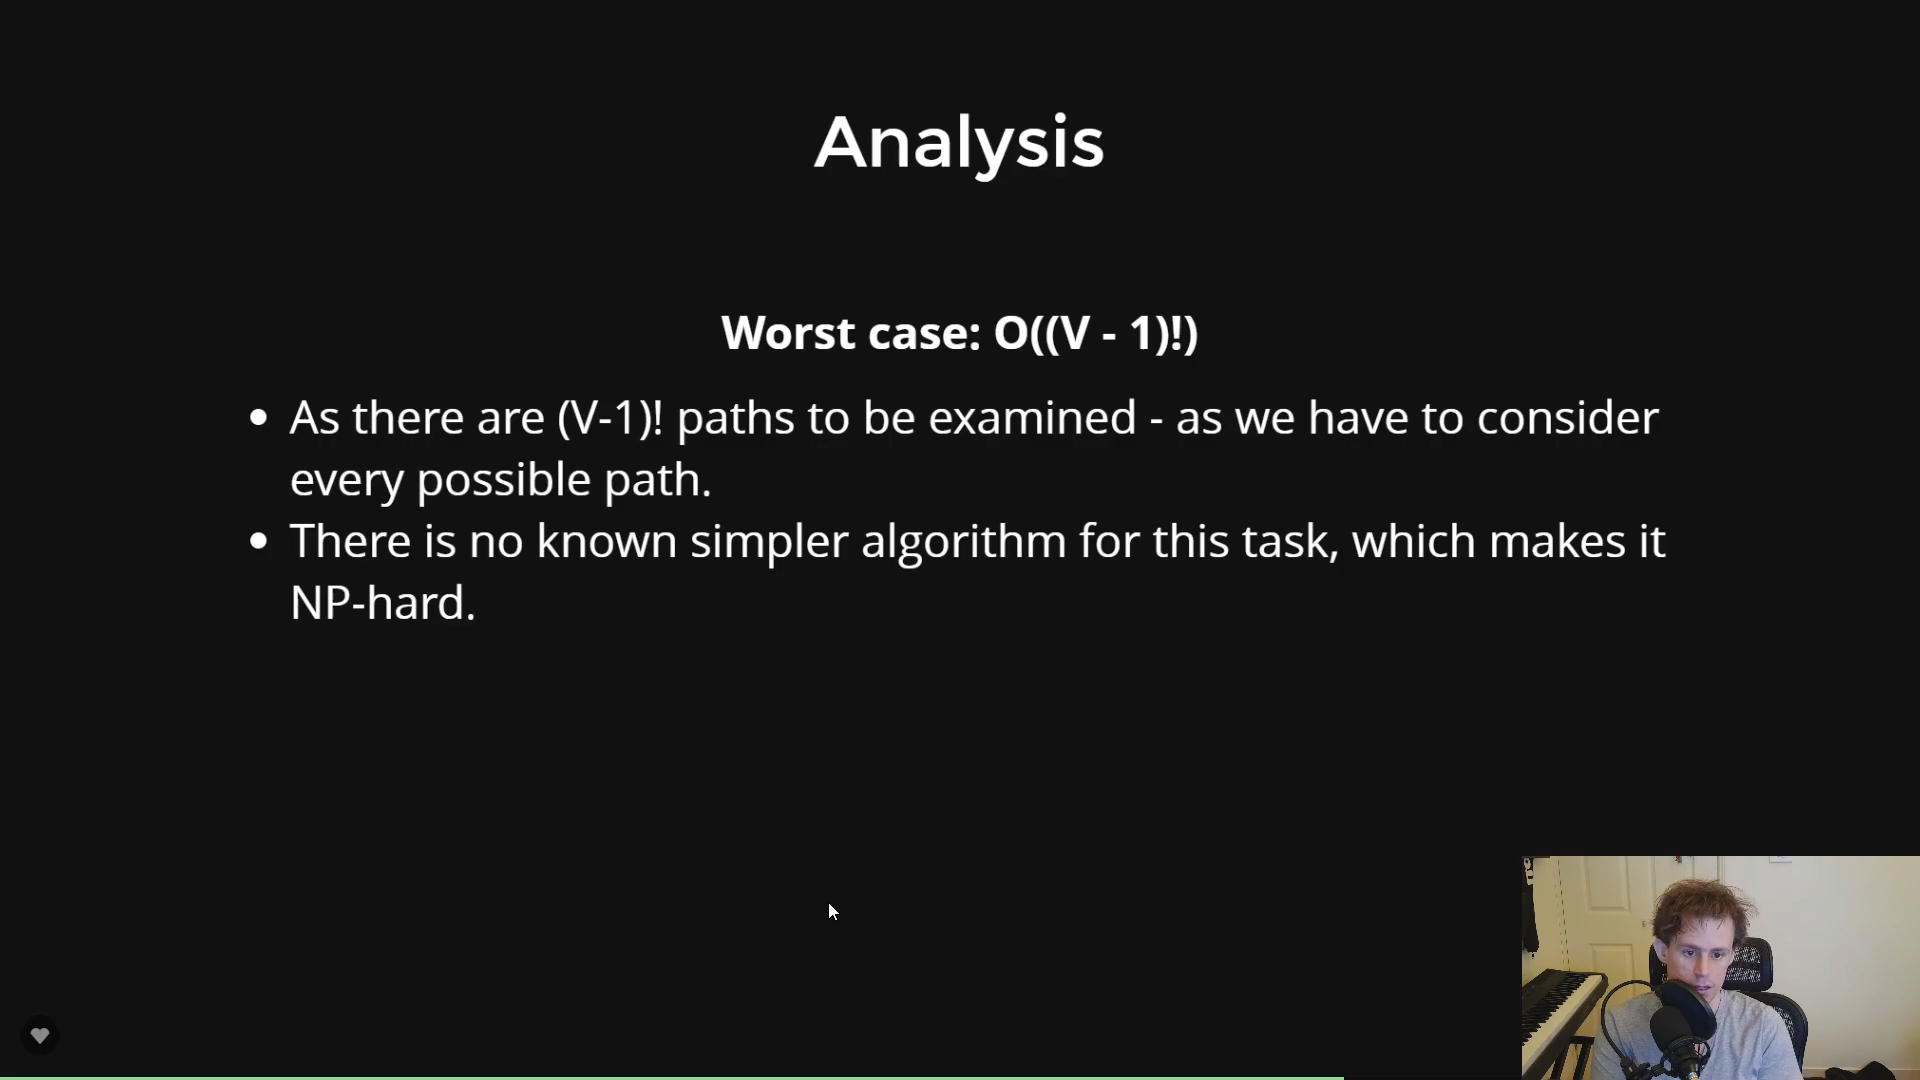 Analysis
Worst case: O((V - 1)!)
As there are (V-1)! paths to be examined - as we have to consider
every possible path.
There is no known simpler algorithm for this task, which makes it
NP-hard.